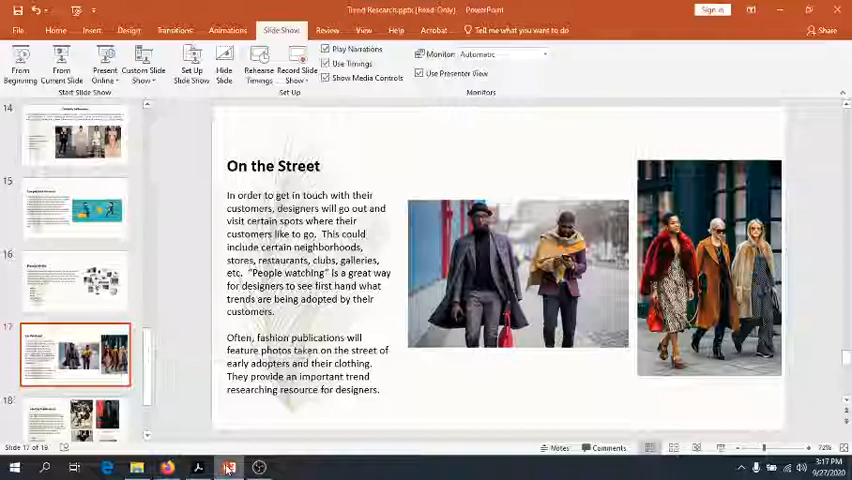 Trend Research.pptx [Read-Only] - PowerPoint
Sign in
File Home Insert Design Transitions Animations Slide Show Review View Help Acrobat Tell me what you want to do Share
From Beginning
From Current Slide
Present Online
Custom Slide Show
Set Up Slide Show
Hide Slide
Rehearse Timings
Record Slide Show
Play Narrations
Use Timings
Show Media Controls
Monitor: Automatic
Use Presenter View
Start Slide Show
Set Up
Monitors
14
15
16
17
18
On the Street
In order to get in touch with their
customers, designers will go out and
visit certain spots where their
customers like to go. This could
include certain neighborhoods,
stores, restaurants, clubs, galleries,
etc. "People watching" is a great way
for designers to see first hand what
trends are being adopted by their
customers.
Often, fashion publications will
feature photos taken on the street of
early adopters and their clothing.
They provide an important trend
researching resource for designers.
Slide 17 of 19
Notes
Comments
72%
3:17 PM
9/27/2020